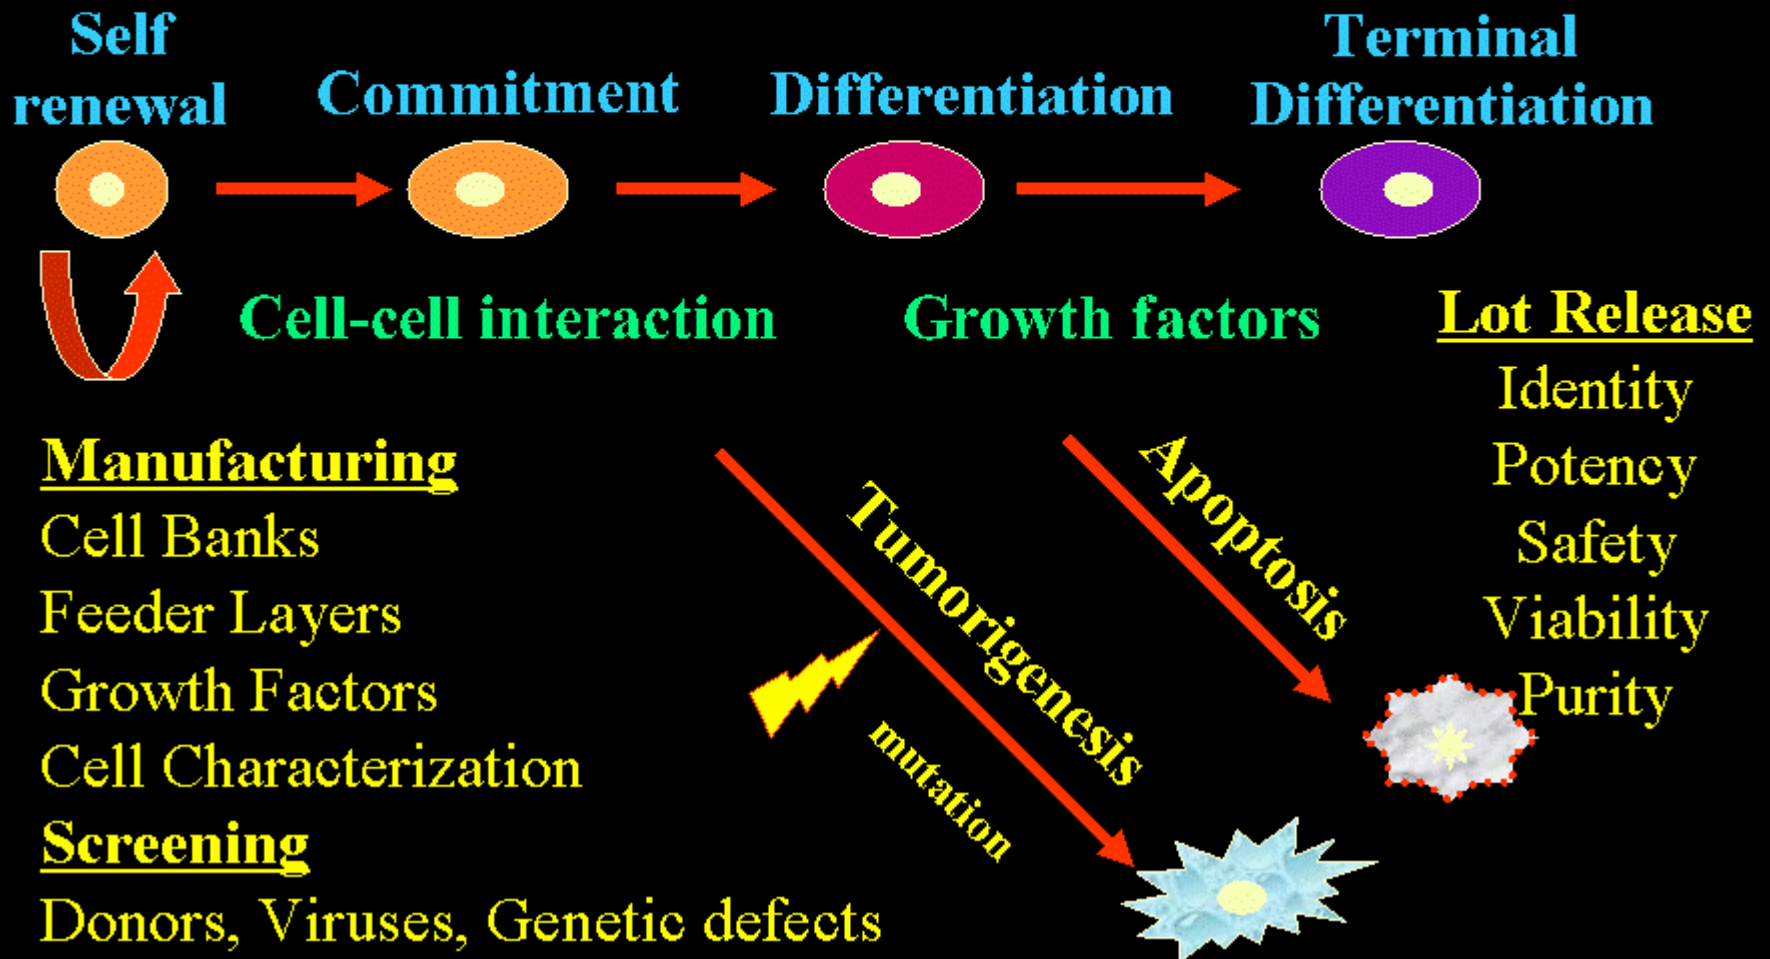 Self
renewal
Commitment
Differentiation
Terminal
Differentiation
Cell-cell interaction
Growth factors
Lot Release
Identity
Potency
Safety
Viability
Purity
Manufacturing
Cell Banks
Feeder Layers
Growth Factors
Cell Characterization
Screening
Donors, Viruses, Genetic defects
Tumorigenesis
mutation
Apoptosis